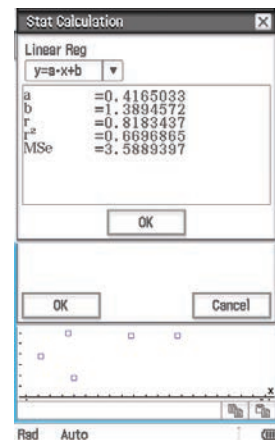 Stat Calculation
Linear Reg
y=a•x+b
a =0.4165033
b =1.3894572
r =0.8183437
r² =0.6696865
MSe =3.5889397
OK
OK Cancel
x
Rad Auto